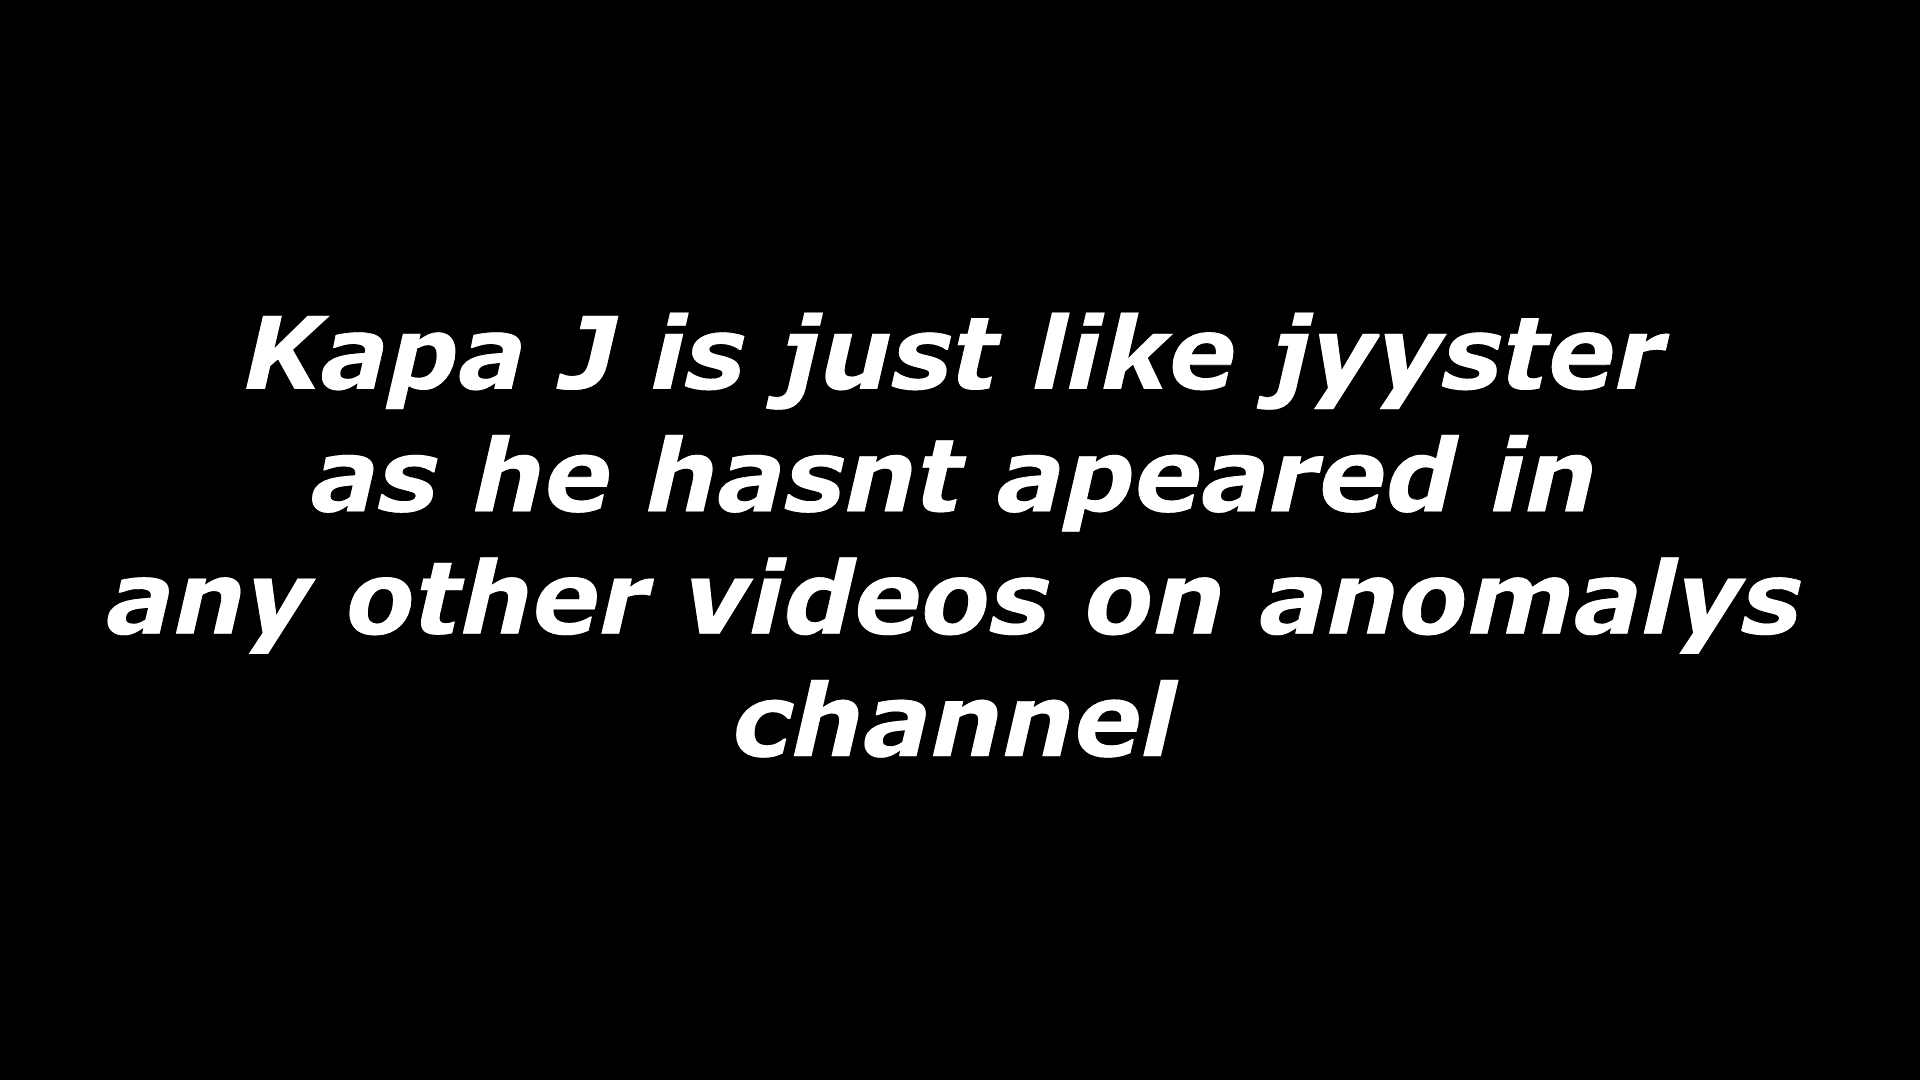 Kapa J is just like jyyster
as he hasnt apeared in
any other videos on anomalys
channel